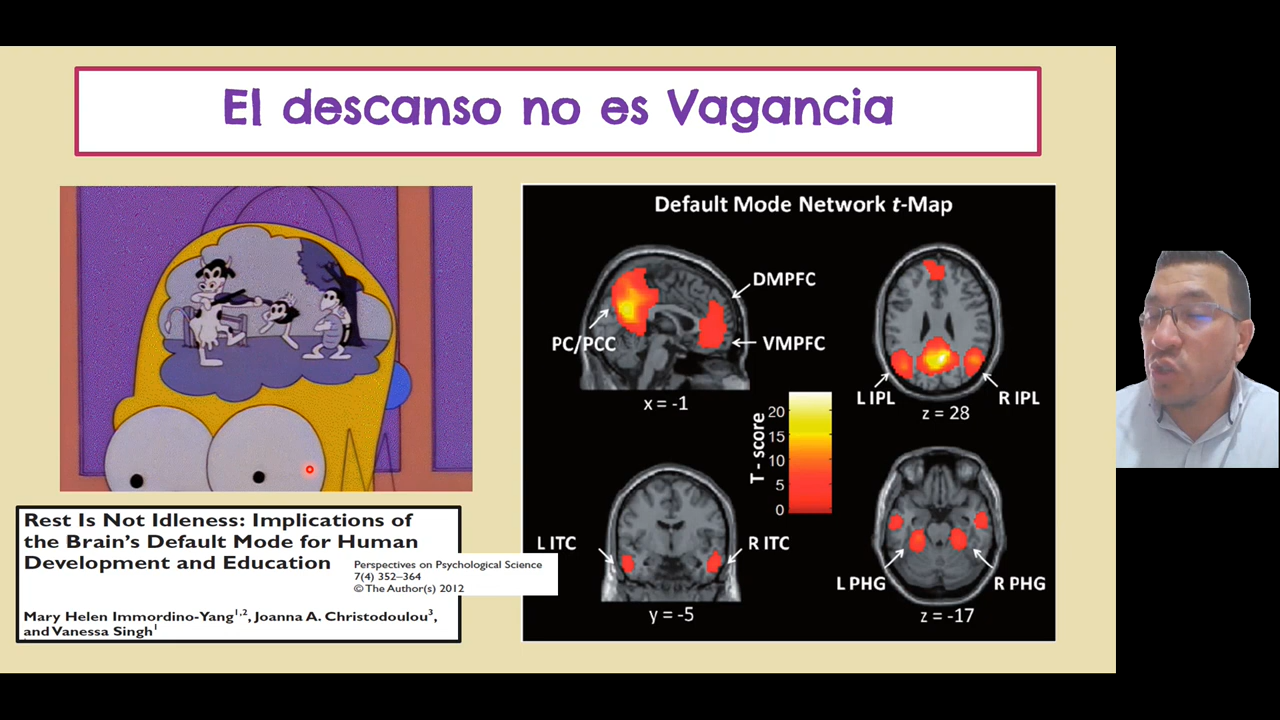 El descanso no es Vagancia
Default Mode Network t-Map
DMPFC
PC/PCC
VMPFC
x = -1
L IPL
R IPL
z = 28
T - score
20
15
10
5
0
L ITC
R ITC
y = -5
L PHG
R PHG
z = -17
Rest Is Not Idleness: Implications of
the Brain's Default Mode for Human
Development and Education
Perspectives on Psychological Science
7(4) 352–364
© The Author(s) 2012
Mary Helen Immordino-Yang1,2, Joanna A. Christodoulou3,
and Vanessa Singh1